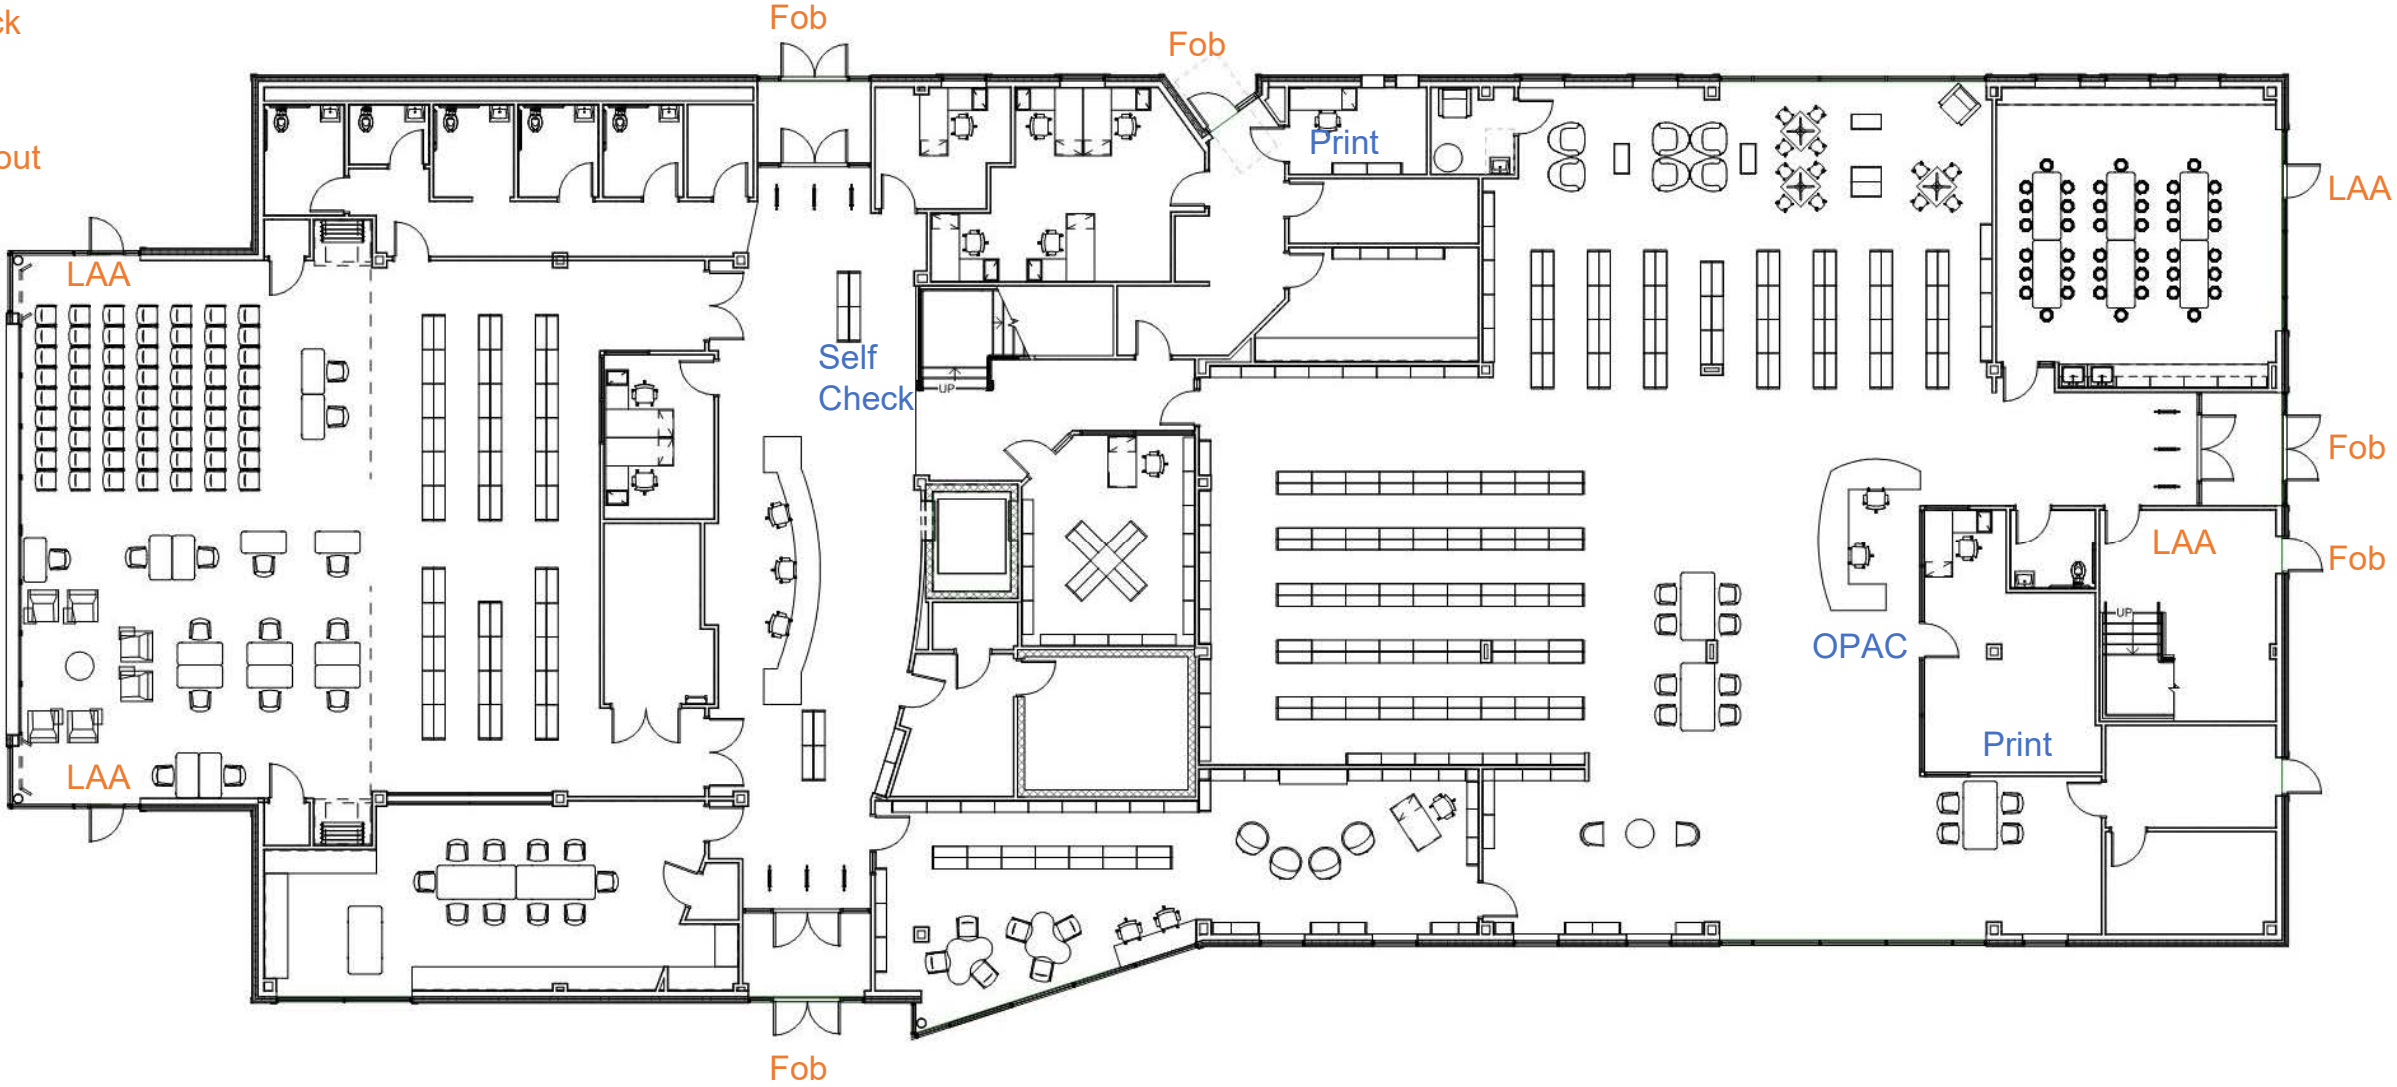 Fob
ck
Fob
Print
out
LAA
LAA
Self
Check
UP
Fob
LAA
Fob
UP
OPAC
Print
LAA
Fob